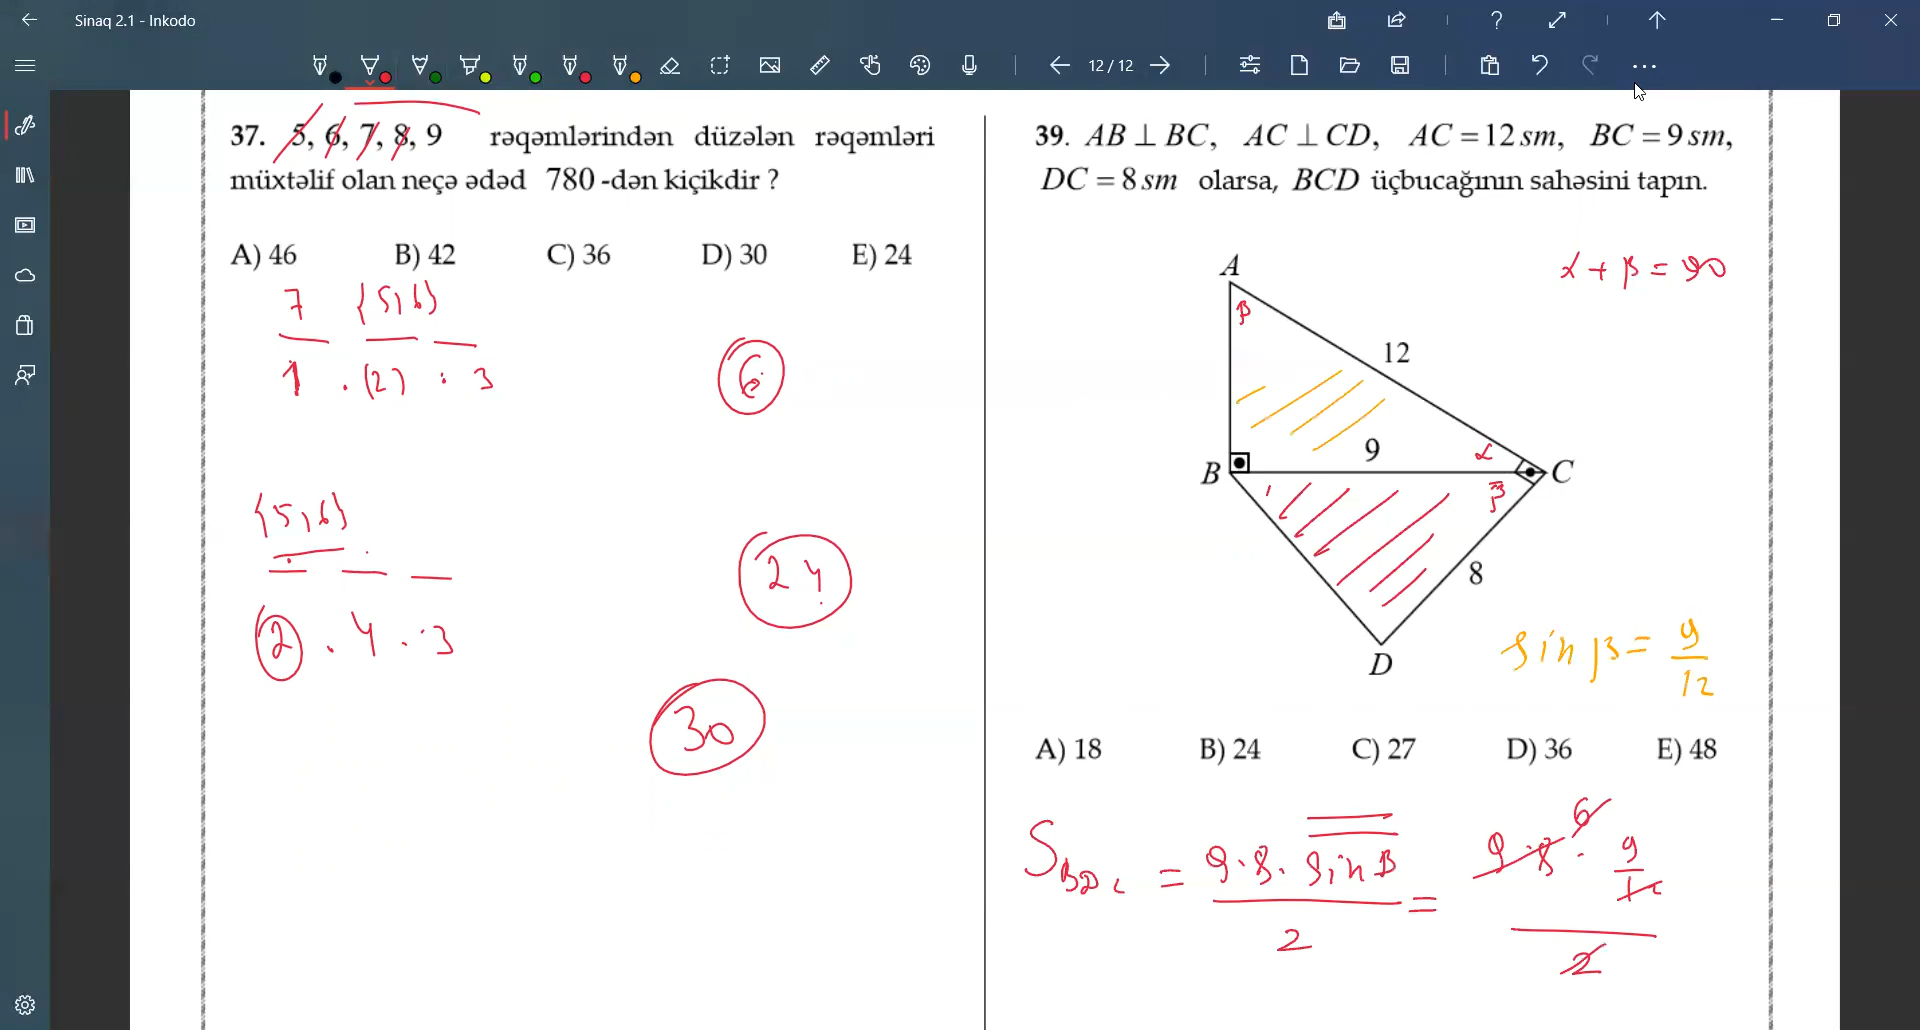 Sinaq 2.1 - Inkodo
12 / 12
37. 5, 6, 7, 8, 9 rəqəmlərindən düzələn rəqəmləri
müxtəlif olan neçə ədəd 780 -dən kiçikdir ?
A) 46 B) 42 C) 36 D) 30 E) 24
7 {5,6}
1 · (2) · 3
6
{5,6}
2 · 4 · 3
24
30
39. AB ⊥ BC, AC ⊥ CD, AC = 12 sm, BC = 9 sm,
DC = 8 sm olarsa, BCD üçbucağının sahəsini tapın.
α + β = 90
A
β
12
9
α
B
C
β
8
D
sin β = 9/12
A) 18 B) 24 C) 27 D) 36 E) 48
S BDC = 9·8·sin β / 2 = 9·8·9/12 / 2
6